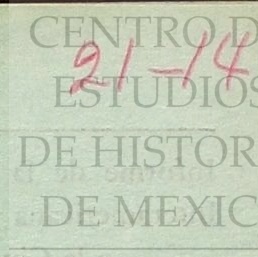 CENTRO D
21-14
ESTUDIOS
DE HISTOR
DE MEXIC